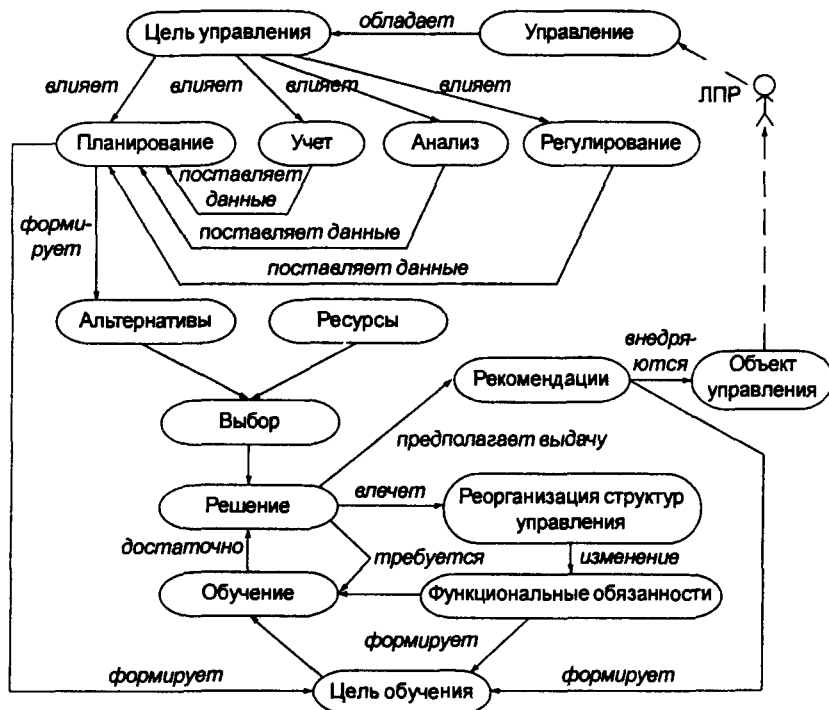 обладает
Цель управления
Управление
влияет
влияет
влияет
влияет
ЛПР
Планирование
Учет
Анализ
Регулирование
поставляет
данные
форми-
рует
поставляет данные
поставляет данные
Альтернативы
Ресурсы
внедря-
ются
Рекомендации
Объект
управления
Выбор
предполагает выдачу
Решение
влечет
Реорганизация структур
управления
достаточно
требуется
изменение
Обучение
Функциональные обязанности
формирует
формирует
Цель обучения
формирует